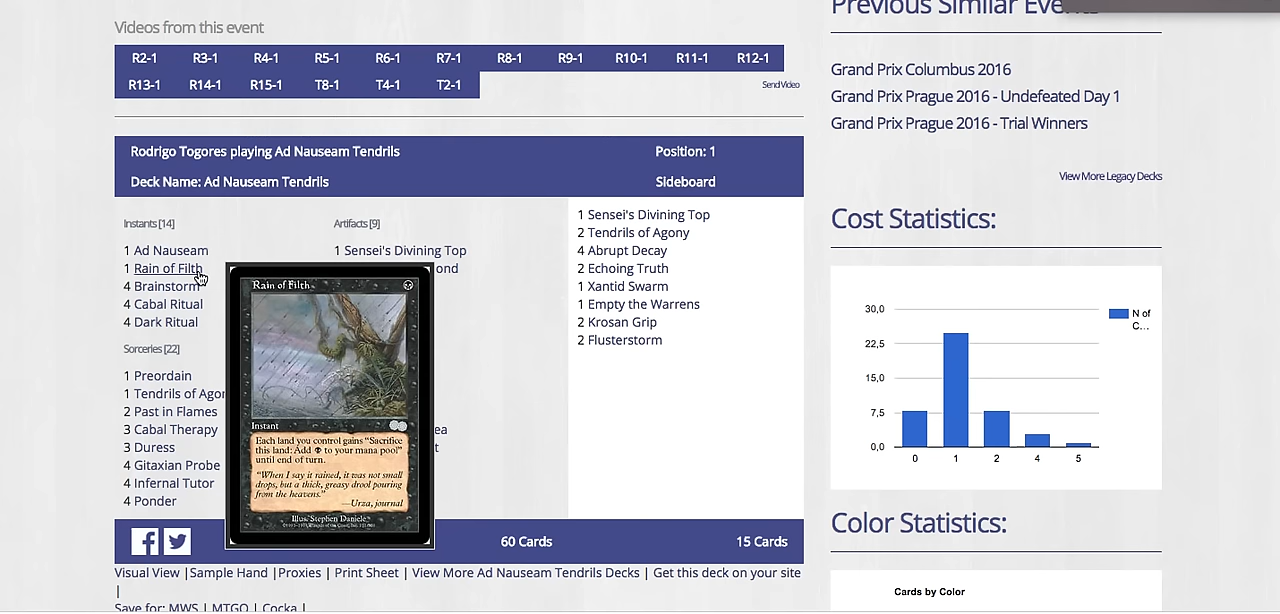 Previous Similar Events
Videos from this event
R2-1 R3-1 R4-1 R5-1 R6-1 R7-1 R8-1 R9-1 R10-1 R11-1 R12-1
R13-1 R14-1 R15-1 T8-1 T4-1 T2-1
Send Video
Grand Prix Columbus 2016
Grand Prix Prague 2016 - Undefeated Day 1
Grand Prix Prague 2016 - Trial Winners
View More Legacy Decks
Rodrigo Togores playing Ad Nauseam Tendrils
Position: 1
Deck Name: Ad Nauseam Tendrils
Sideboard
Instants [14]
1 Ad Nauseam
1 Rain of Filth
4 Brainstorm
4 Cabal Ritual
4 Dark Ritual
Sorceries [22]
1 Preordain
1 Tendrils of Agor
2 Past in Flames
3 Cabal Therapy
3 Duress
4 Gitaxian Probe
4 Infernal Tutor
4 Ponder
Artifacts [9]
1 Sensei's Divining Top
ond
ea
t
Rain of Filth
Instant
Each land you control gains "Sacrifice
this land: Add to your mana pool"
until end of turn.
"When I say it rained, it was not small
drops, but a thick, greasy drool pouring
from the heavens."
—Urza, journal
Illus. Stephen Daniele
1 Sensei's Divining Top
2 Tendrils of Agony
4 Abrupt Decay
2 Echoing Truth
1 Xantid Swarm
1 Empty the Warrens
2 Krosan Grip
2 Flusterstorm
60 Cards
15 Cards
Visual View |Sample Hand |Proxies | Print Sheet | View More Ad Nauseam Tendrils Decks | Get this deck on your site
|
Save for: MWS | MTGO | Cocka |
Cost Statistics:
30,0
22,5
15,0
7,5
0,0
0 1 2 4 5
N of
C...
Color Statistics:
Cards by Color